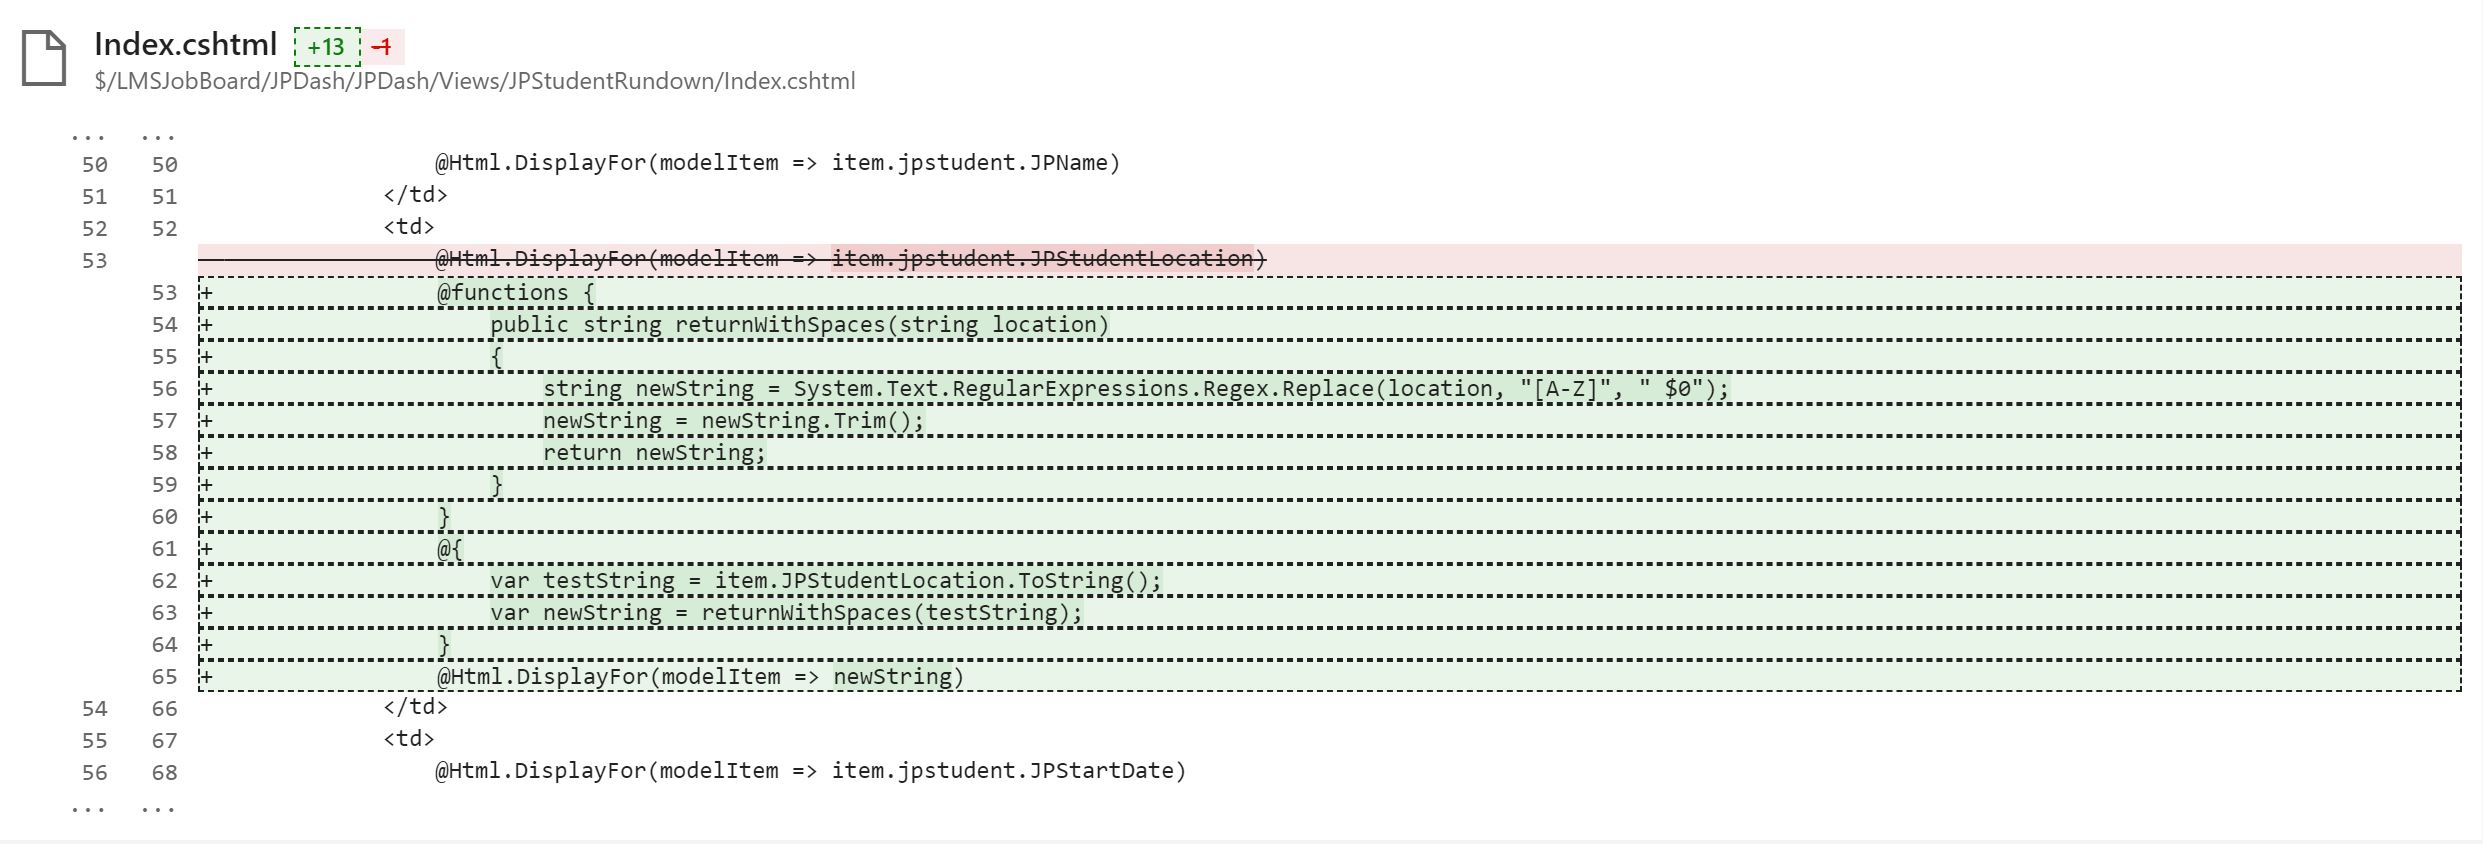 Index.cshtml +13 -1
$/LMSJobBoard/JPDash/JPDash/Views/JPStudentRundown/Index.cshtml
... ...
50 50 @Html.DisplayFor(modelItem => item.jpstudent.JPName)
51 51 </td>
52 52 <td>
53 @Html.DisplayFor(modelItem => item.jpstudent.JPStudentLocation)
53 + @functions {
54 + public string returnWithSpaces(string location)
55 + {
56 + string newString = System.Text.RegularExpressions.Regex.Replace(location, "[A-Z]", " $0");
57 + newString = newString.Trim();
58 + return newString;
59 + }
60 + }
61 + @{
62 + var testString = item.JPStudentLocation.ToString();
63 + var newString = returnWithSpaces(testString);
64 + }
65 + @Html.DisplayFor(modelItem => newString)
54 66 </td>
55 67 <td>
56 68 @Html.DisplayFor(modelItem => item.jpstudent.JPStartDate)
... ...